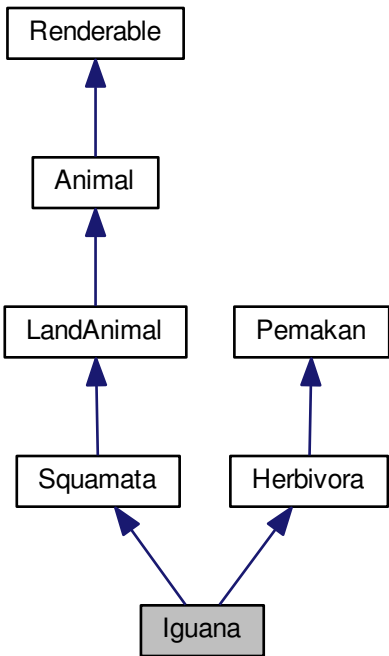 Renderable
Animal
LandAnimal
Pemakan
Squamata
Herbivora
Iguana